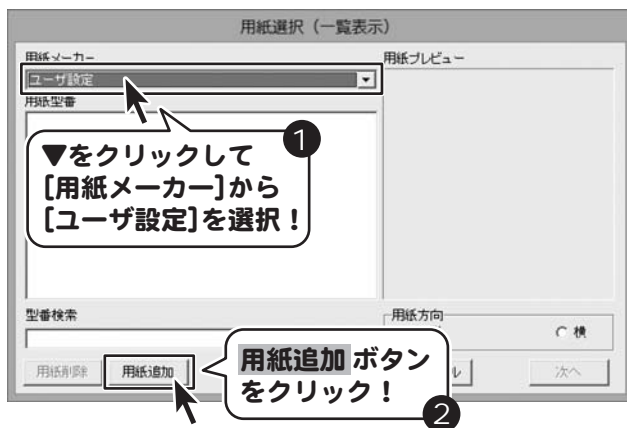 用紙選択（一覧表示）
用紙メーカー
用紙プレビュー
ユーザ設定
用紙型番
1
▼をクリックして
[用紙メーカー]から
[ユーザ設定]を選択！
型番検索
用紙方向
横
用紙削除
用紙追加
用紙追加 ボタン
をクリック！
2
ル
次へ